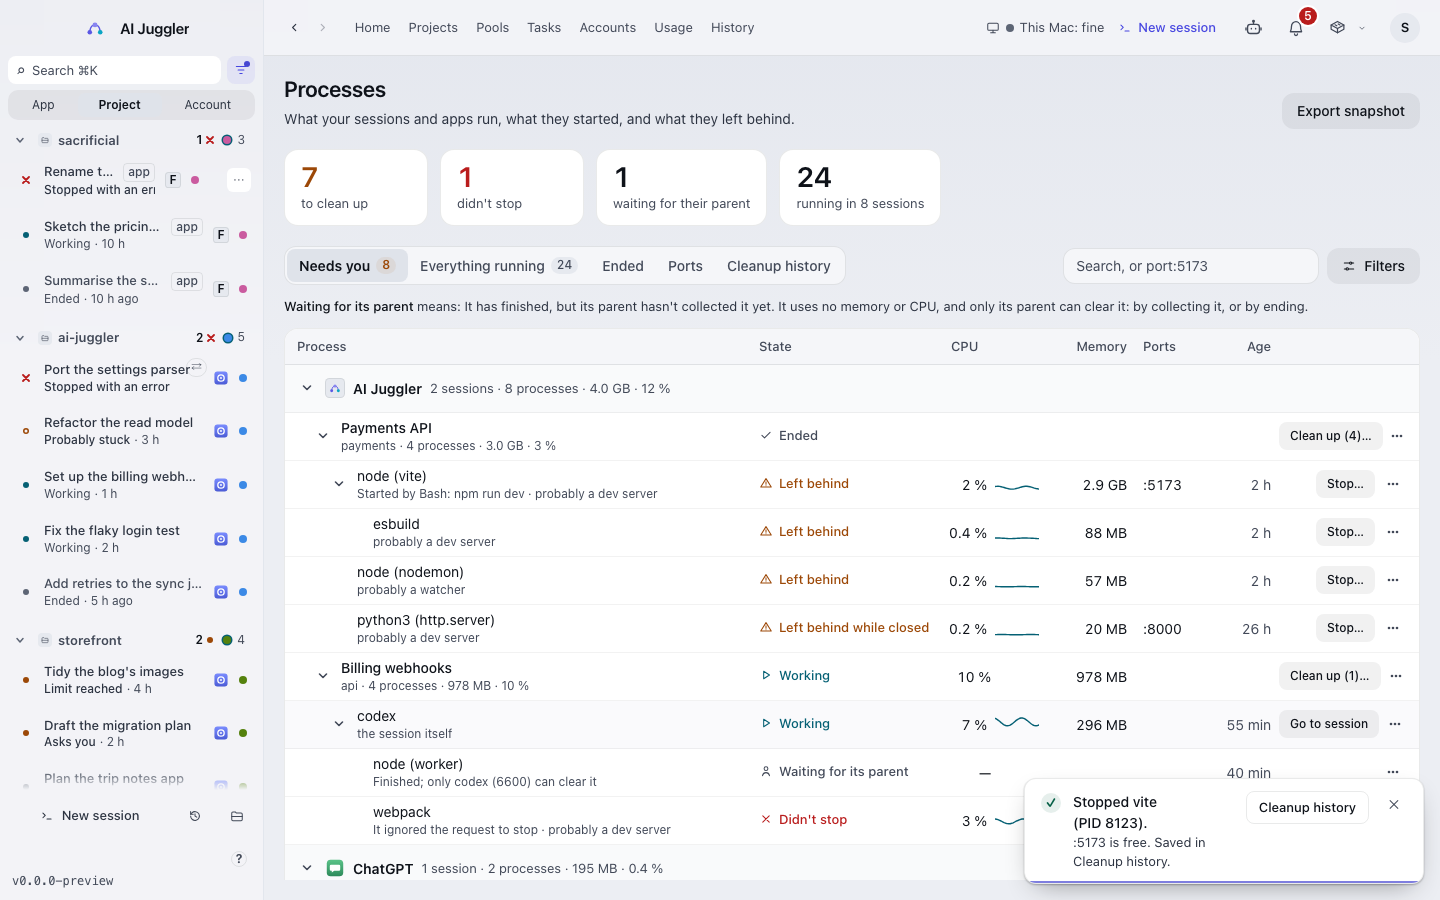 AI Juggler
Search ⌘K
App
Project
Account
sacrificial
1
3
Rename t...
app
F
Stopped with an err
Sketch the pricin...
app
F
Working · 10 h
Summarise the s...
app
F
Ended · 10 h ago
ai-juggler
2
5
Port the settings parser
Stopped with an error
Refactor the read model
Probably stuck · 3 h
Set up the billing webh...
Working · 1 h
Fix the flaky login test
Working · 2 h
Add retries to the sync j...
Ended · 5 h ago
storefront
2
4
Tidy the blog's images
Limit reached · 4 h
Draft the migration plan
Asks you · 2 h
Plan the trip notes app
New session
?
v0.0.0-preview
Home
Projects
Pools
Tasks
Accounts
Usage
History
This Mac: fine
New session
5
S
Processes
What your sessions and apps run, what they started, and what they left behind.
Export snapshot
7
to clean up
1
didn't stop
1
waiting for their parent
24
running in 8 sessions
Needs you 8
Everything running 24
Ended
Ports
Cleanup history
Search, or port:5173
Filters
Waiting for its parent means: It has finished, but its parent hasn't collected it yet. It uses no memory or CPU, and only its parent can clear it: by collecting it, or by ending.
Process
State
CPU
Memory
Ports
Age
AI Juggler 2 sessions · 8 processes · 4.0 GB · 12 %
Payments API
payments · 4 processes · 3.0 GB · 3 %
Ended
Clean up (4)...
node (vite)
Started by Bash: npm run dev · probably a dev server
Left behind
2 %
2.9 GB
:5173
2 h
Stop...
esbuild
probably a dev server
Left behind
0.4 %
88 MB
2 h
Stop...
node (nodemon)
probably a watcher
Left behind
0.2 %
57 MB
2 h
Stop...
python3 (http.server)
probably a dev server
Left behind while closed
0.2 %
20 MB
:8000
26 h
Stop...
Billing webhooks
api · 4 processes · 978 MB · 10 %
Working
10 %
978 MB
Clean up (1)...
codex
the session itself
Working
7 %
296 MB
55 min
Go to session
node (worker)
Finished; only codex (6600) can clear it
Waiting for its parent
—
40 min
webpack
It ignored the request to stop · probably a dev server
Didn't stop
3 %
ChatGPT 1 session · 2 processes · 195 MB · 0.4 %
Stopped vite
(PID 8123).
:5173 is free. Saved in
Cleanup history.
Cleanup history